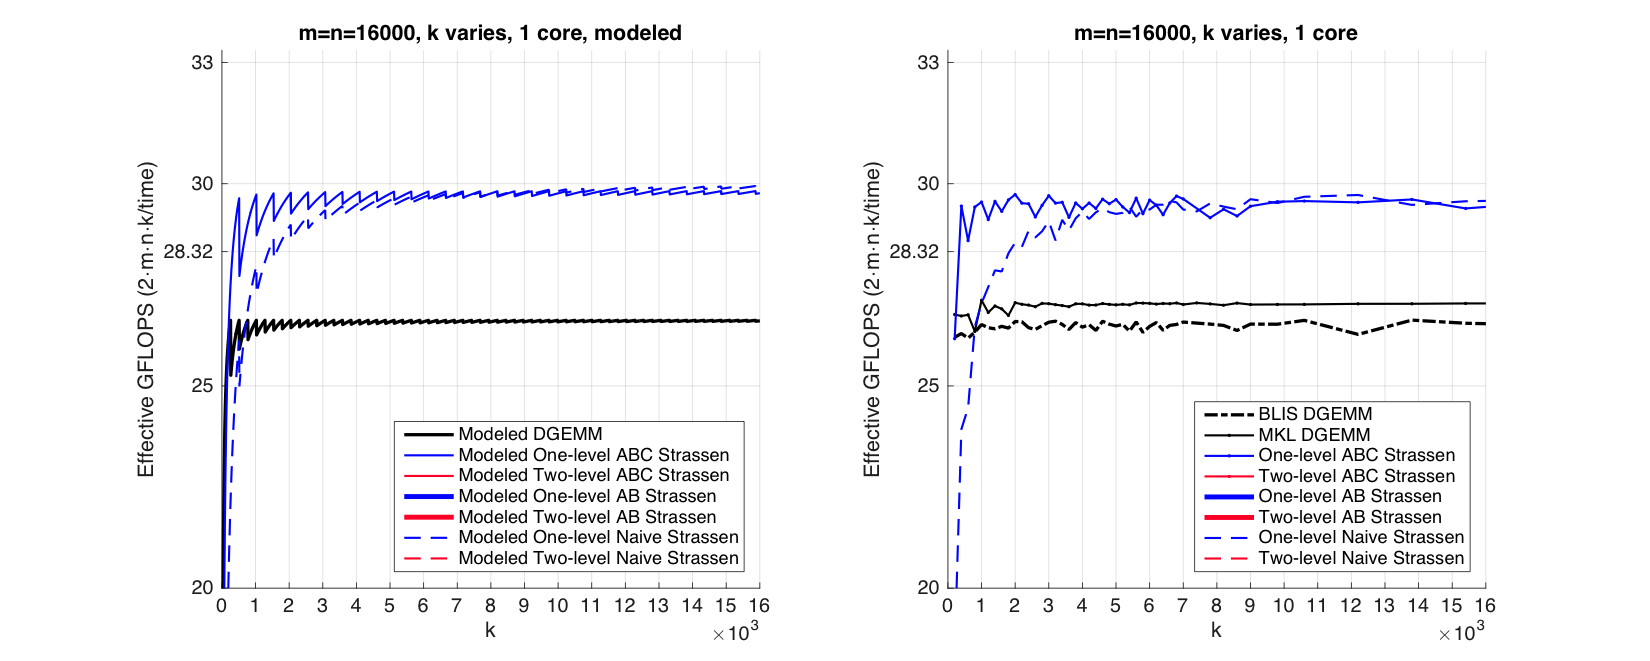 m=n=16000, k varies, 1 core, modeled
Effective GFLOPS (2·m·n·k/time)
33
30
28.32
25
20
Modeled DGEMM
Modeled One-level ABC Strassen
Modeled Two-level ABC Strassen
Modeled One-level AB Strassen
Modeled Two-level AB Strassen
Modeled One-level Naive Strassen
Modeled Two-level Naive Strassen
0 1 2 3 4 5 6 7 8 9 10 11 12 13 14 15 16
k
×10³
m=n=16000, k varies, 1 core
Effective GFLOPS (2·m·n·k/time)
33
30
28.32
25
20
BLIS DGEMM
MKL DGEMM
One-level ABC Strassen
Two-level ABC Strassen
One-level AB Strassen
Two-level AB Strassen
One-level Naive Strassen
Two-level Naive Strassen
0 1 2 3 4 5 6 7 8 9 10 11 12 13 14 15 16
k
×10³